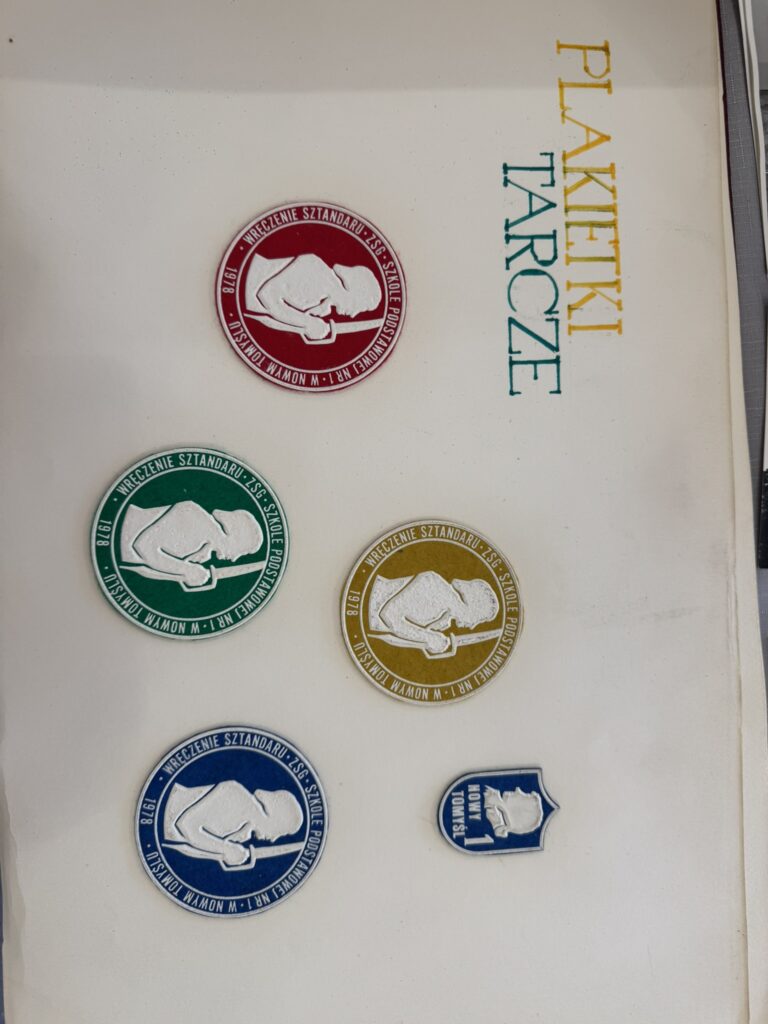 PLAKIETKI
TARCZE
WRĘCZENIE SZTANDARU · ZSG · SZKOLE PODSTAWOWEJ NR 1 · W NOWYM TOMYŚLU · 1978 ·
WRĘCZENIE SZTANDARU · ZSG · SZKOLE PODSTAWOWEJ NR 1 · W NOWYM TOMYŚLU · 1978 ·
NOWY 1
TOMYŚL
WRĘCZENIE SZTANDARU · ZSG · SZKOLE PODSTAWOWEJ NR 1 · W NOWYM TOMYŚLU · 1978 ·
WRĘCZENIE SZTANDARU · ZSG · SZKOLE PODSTAWOWEJ NR 1 · W NOWYM TOMYŚLU · 1978 ·